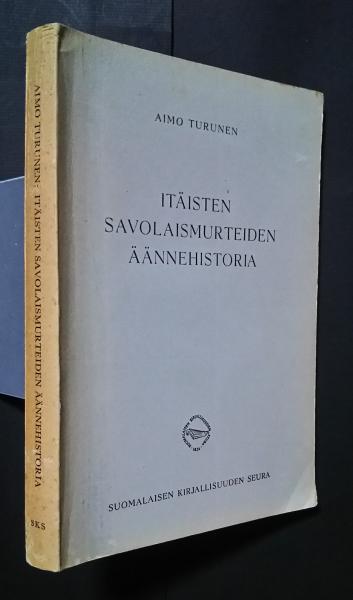 AIMO TURUNEN
ITÄISTEN
SAVOLAISMURTEIDEN
ÄÄNNEHISTORIA
SUOMALAISEN KIRJALLISUUDEN SEURA
AIMO TURUNEN: ITÄISTEN SAVOLAISMURTEIDEN ÄÄNNEHISTORIA
SKS